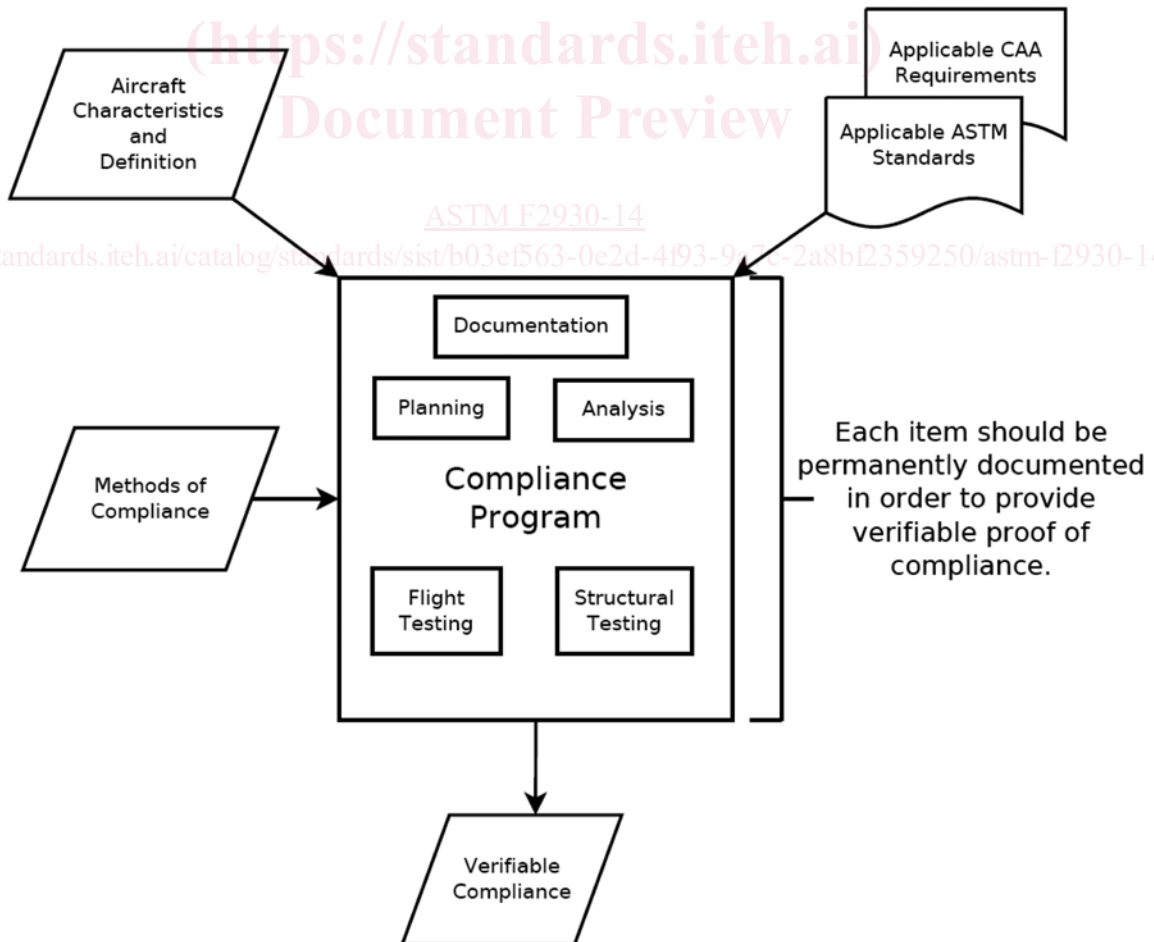 (https://standards.iteh.ai)
Document Preview
ASTM F2930-14
Aircraft
Characteristics
and
Definition
Applicable CAA
Requirements
Applicable ASTM
Standards
tandards.iteh.ai/catalog/standards/sist/b03ef563-0e2d-4f93-9a7e-2a8bf2359250/astm-f2930-14
Documentation
Planning
Analysis
Compliance
Program
Methods of
Compliance
Flight
Testing
Structural
Testing
Each item should be
permanently documented
in order to provide
verifiable proof of
compliance.
Verifiable
Compliance